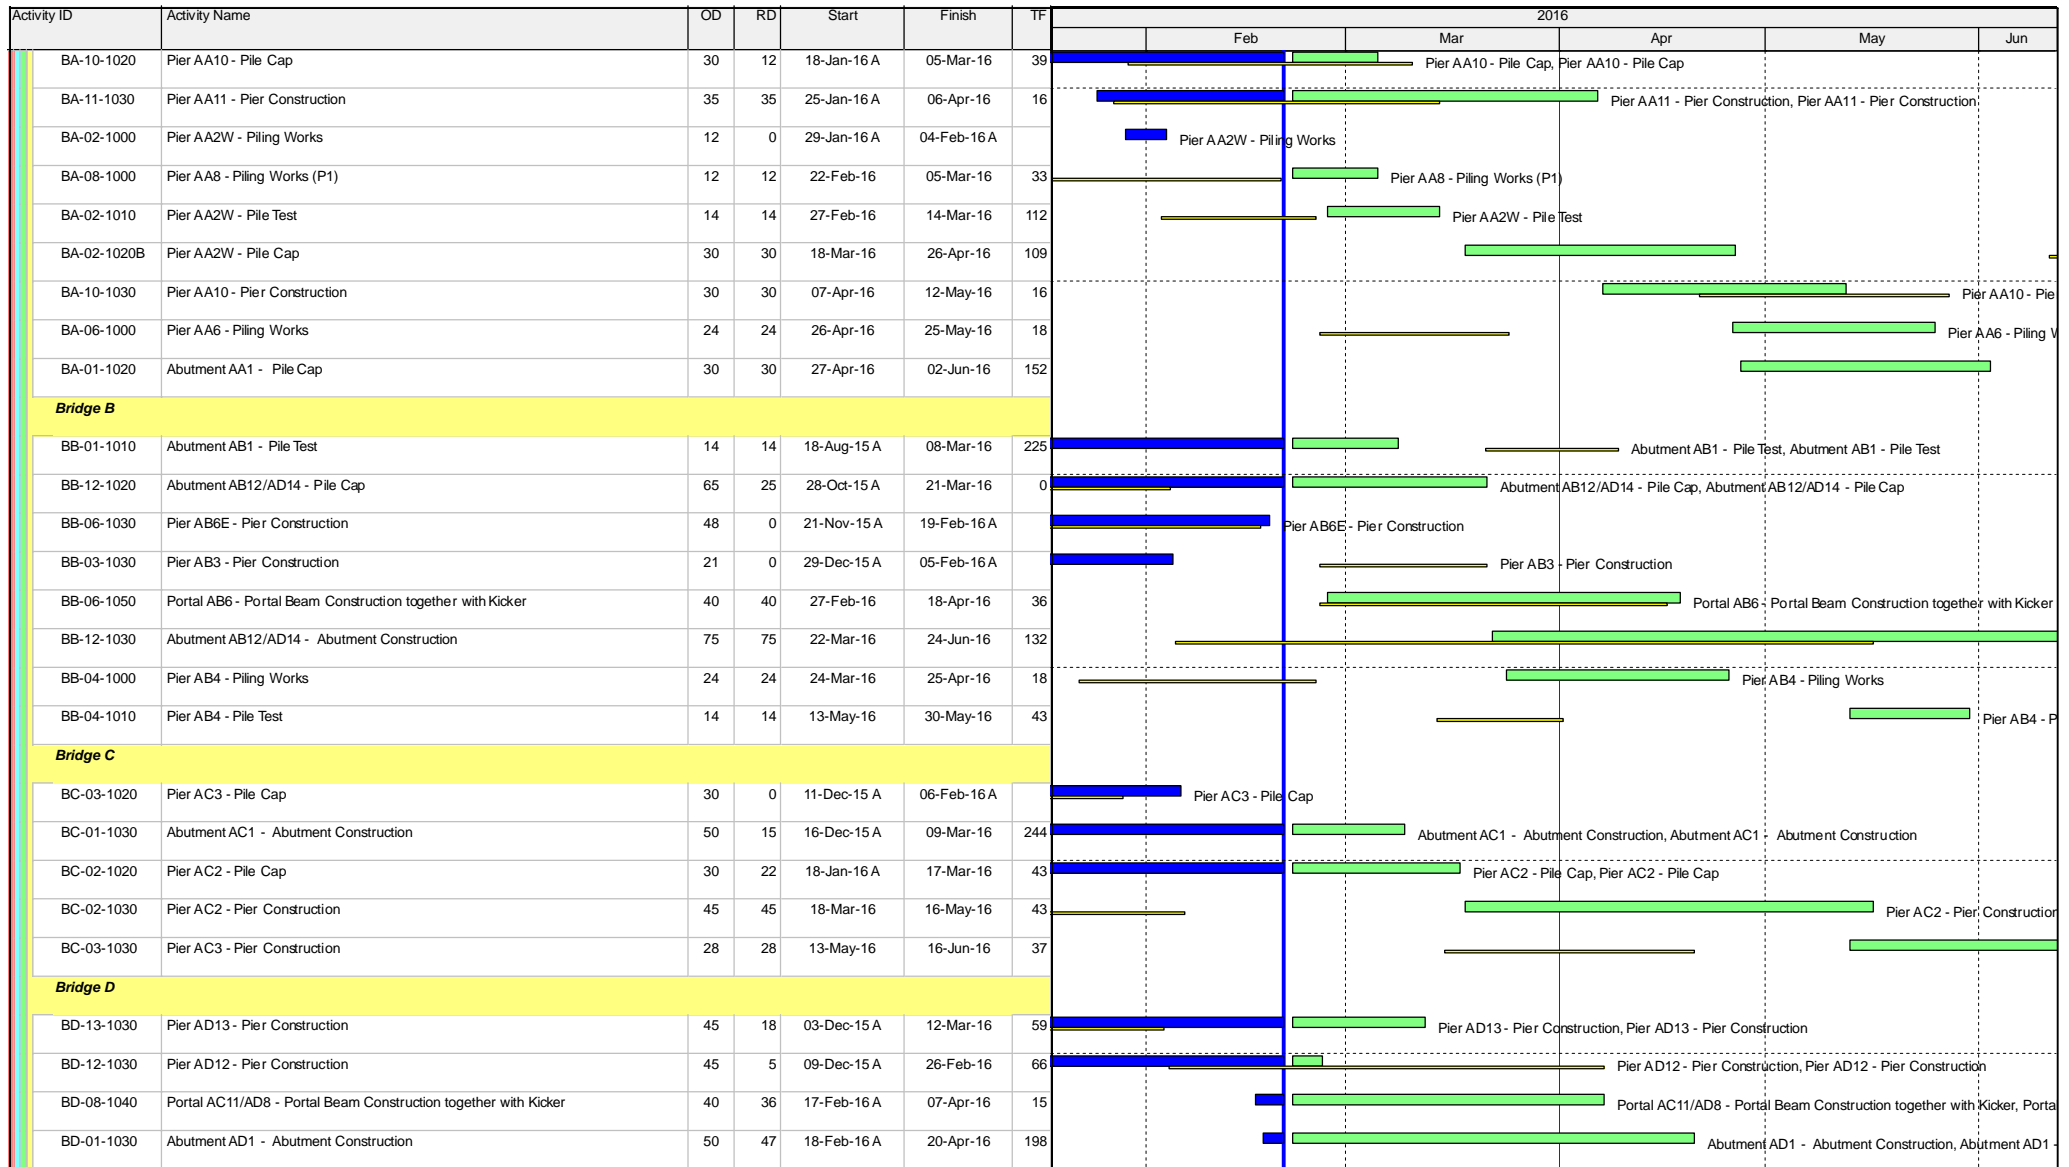 Activity ID Activity Name OD RD Start Finish TF 2016
Feb Mar Apr May Jun
BA-10-1020 Pier AA10 - Pile Cap 30 12 18-Jan-16 A 05-Mar-16 39 Pier AA10 - Pile Cap, Pier AA10 - Pile Cap
BA-11-1030 Pier AA11 - Pier Construction 35 35 25-Jan-16 A 06-Apr-16 16 Pier AA11 - Pier Construction, Pier AA11 - Pier Construction
BA-02-1000 Pier AA2W - Piling Works 12 0 29-Jan-16 A 04-Feb-16 A Pier AA2W - Piling Works
BA-08-1000 Pier AA8 - Piling Works (P1) 12 12 22-Feb-16 05-Mar-16 33 Pier AA8 - Piling Works (P1)
BA-02-1010 Pier AA2W - Pile Test 14 14 27-Feb-16 14-Mar-16 112 Pier AA2W - Pile Test
BA-02-1020B Pier AA2W - Pile Cap 30 30 18-Mar-16 26-Apr-16 109
BA-10-1030 Pier AA10 - Pier Construction 30 30 07-Apr-16 12-May-16 16 Pier AA10 - Pie
BA-06-1000 Pier AA6 - Piling Works 24 24 26-Apr-16 25-May-16 18 Pier AA6 - Piling W
BA-01-1020 Abutment AA1 - Pile Cap 30 30 27-Apr-16 02-Jun-16 152
Bridge B
BB-01-1010 Abutment AB1 - Pile Test 14 14 18-Aug-15 A 08-Mar-16 225 Abutment AB1 - Pile Test, Abutment AB1 - Pile Test
BB-12-1020 Abutment AB12/AD14 - Pile Cap 65 25 28-Oct-15 A 21-Mar-16 0 Abutment AB12/AD14 - Pile Cap, Abutment AB12/AD14 - Pile Cap
BB-06-1030 Pier AB6E - Pier Construction 48 0 21-Nov-15 A 19-Feb-16 A Pier AB6E - Pier Construction
BB-03-1030 Pier AB3 - Pier Construction 21 0 29-Dec-15 A 05-Feb-16 A Pier AB3 - Pier Construction
BB-06-1050 Portal AB6 - Portal Beam Construction together with Kicker 40 40 27-Feb-16 18-Apr-16 36 Portal AB6 - Portal Beam Construction together with Kicker
BB-12-1030 Abutment AB12/AD14 - Abutment Construction 75 75 22-Mar-16 24-Jun-16 132
BB-04-1000 Pier AB4 - Piling Works 24 24 24-Mar-16 25-Apr-16 18 Pier AB4 - Piling Works
BB-04-1010 Pier AB4 - Pile Test 14 14 13-May-16 30-May-16 43 Pier AB4 - P
Bridge C
BC-03-1020 Pier AC3 - Pile Cap 30 0 11-Dec-15 A 06-Feb-16 A Pier AC3 - Pile Cap
BC-01-1030 Abutment AC1 - Abutment Construction 50 15 16-Dec-15 A 09-Mar-16 244 Abutment AC1 - Abutment Construction, Abutment AC1 - Abutment Construction
BC-02-1020 Pier AC2 - Pile Cap 30 22 18-Jan-16 A 17-Mar-16 43 Pier AC2 - Pile Cap, Pier AC2 - Pile Cap
BC-02-1030 Pier AC2 - Pier Construction 45 45 18-Mar-16 16-May-16 43 Pier AC2 - Pier Construction
BC-03-1030 Pier AC3 - Pier Construction 28 28 13-May-16 16-Jun-16 37
Bridge D
BD-13-1030 Pier AD13 - Pier Construction 45 18 03-Dec-15 A 12-Mar-16 59 Pier AD13 - Pier Construction, Pier AD13 - Pier Construction
BD-12-1030 Pier AD12 - Pier Construction 45 5 09-Dec-15 A 26-Feb-16 66 Pier AD12 - Pier Construction, Pier AD12 - Pier Construction
BD-08-1040 Portal AC11/AD8 - Portal Beam Construction together with Kicker 40 36 17-Feb-16 A 07-Apr-16 15 Portal AC11/AD8 - Portal Beam Construction together with Kicker, Porta
BD-01-1030 Abutment AD1 - Abutment Construction 50 47 18-Feb-16 A 20-Apr-16 198 Abutment AD1 - Abutment Construction, Abutment AD1 -